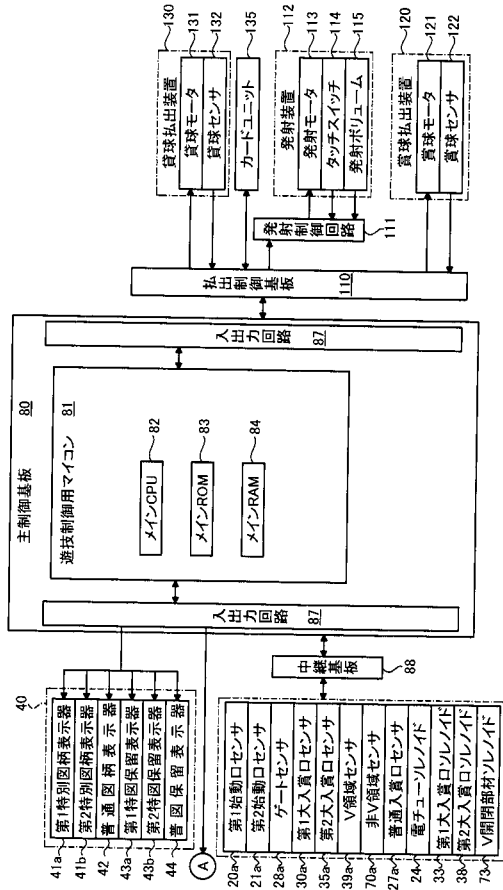 主制御基板 80
遊技制御用マイコン 81
メインCPU 82
メインROM 83
メインRAM 84
入出力回路 87
入出力回路 87
40
41a 第1特別図柄表示器
41b 第2特別図柄表示器
42 普通図柄表示器
43a 第1特図保留表示器
43b 第2特図保留表示器
44 普図保留表示器
A
中継基板 88
20a 第1始動口センサ
21a 第2始動口センサ
28a ゲートセンサ
30a 第1大入賞口センサ
35a 第2大入賞口センサ
39a V領域センサ
70a 非V領域センサ
27a 普通入賞口センサ
24 電チューソレノイド
33 第1大入賞口ソレノイド
38 第2大入賞口ソレノイド
73 V開閉部材ソレノイド
払出制御基板 110
発射制御回路 111
貸球払出装置 130
貸球モータ 131
貸球センサ 132
カードユニット 135
発射装置 112
発射モータ 113
タッチスイッチ 114
発射ボリューム 115
賞球払出装置 120
賞球モータ 121
賞球センサ 122